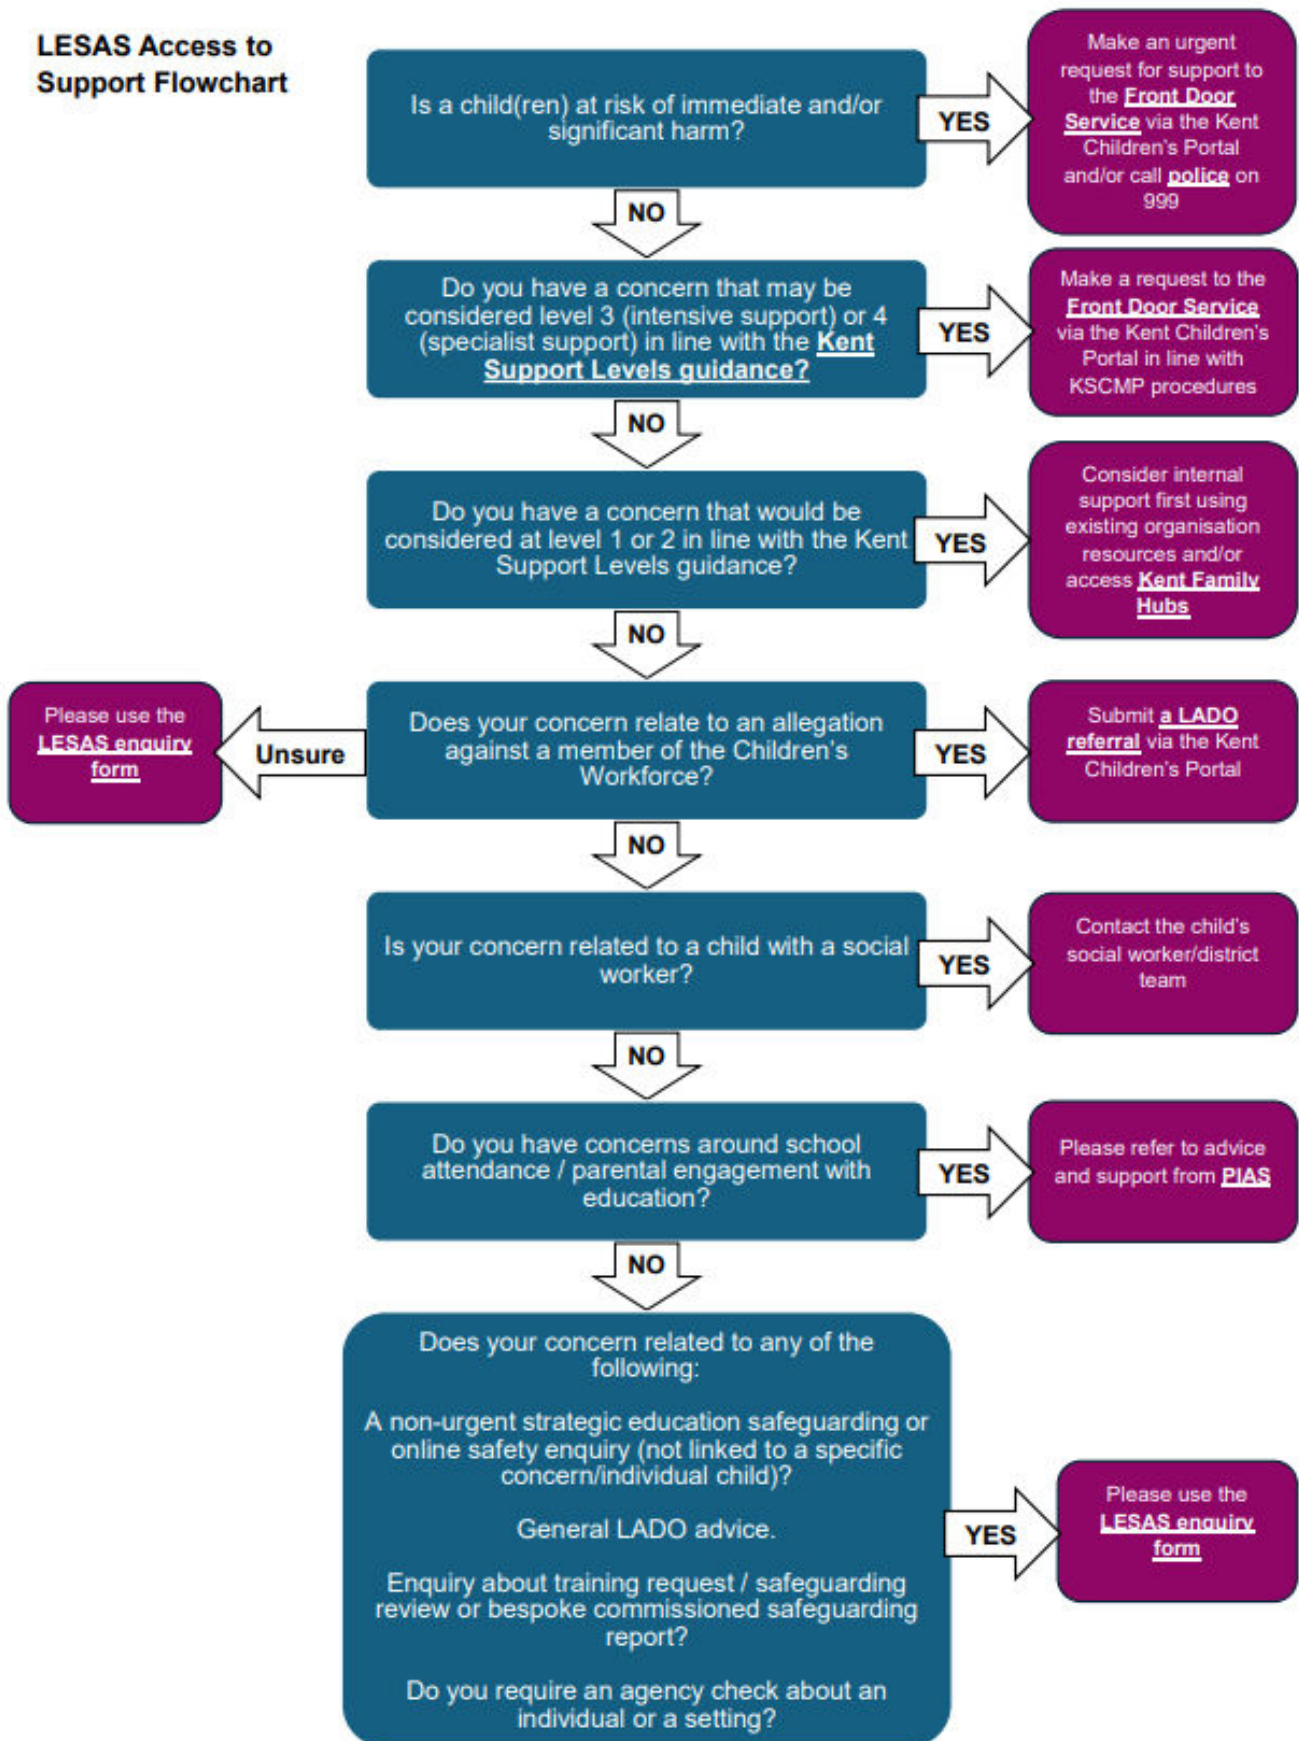 LESAS Access to
Support Flowchart
Is a child(ren) at risk of immediate and/or
significant harm?
YES
Make an urgent
request for support to
the Front Door
Service via the Kent
Children's Portal
and/or call police on
999
NO
Do you have a concern that may be
considered level 3 (intensive support) or 4
(specialist support) in line with the Kent
Support Levels guidance?
YES
Make a request to the
Front Door Service
via the Kent Children's
Portal in line with
KSCMP procedures
NO
Do you have a concern that would be
considered at level 1 or 2 in line with the Kent
Support Levels guidance?
YES
Consider internal
support first using
existing organisation
resources and/or
access Kent Family
Hubs
NO
Please use the
LESAS enquiry
form
Unsure
Does your concern relate to an allegation
against a member of the Children's
Workforce?
YES
Submit a LADO
referral via the Kent
Children's Portal
NO
Is your concern related to a child with a social
worker?
YES
Contact the child's
social worker/district
team
NO
Do you have concerns around school
attendance / parental engagement with
education?
YES
Please refer to advice
and support from PIAS
NO
Does your concern related to any of the
following:
A non-urgent strategic education safeguarding or
online safety enquiry (not linked to a specific
concern/individual child)?
General LADO advice.
Enquiry about training request / safeguarding
review or bespoke commissioned safeguarding
report?
Do you require an agency check about an
individual or a setting?
YES
Please use the
LESAS enquiry
form